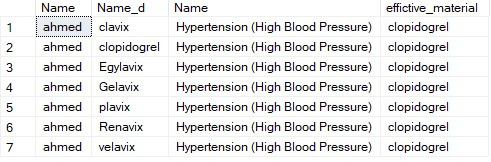 Name Name_d Name effictive_material
1 ahmed clavix Hypertension (High Blood Pressure) clopidogrel
2 ahmed clopidogrel Hypertension (High Blood Pressure) clopidogrel
3 ahmed Egylavix Hypertension (High Blood Pressure) clopidogrel
4 ahmed Gelavix Hypertension (High Blood Pressure) clopidogrel
5 ahmed plavix Hypertension (High Blood Pressure) clopidogrel
6 ahmed Renavix Hypertension (High Blood Pressure) clopidogrel
7 ahmed velavix Hypertension (High Blood Pressure) clopidogrel